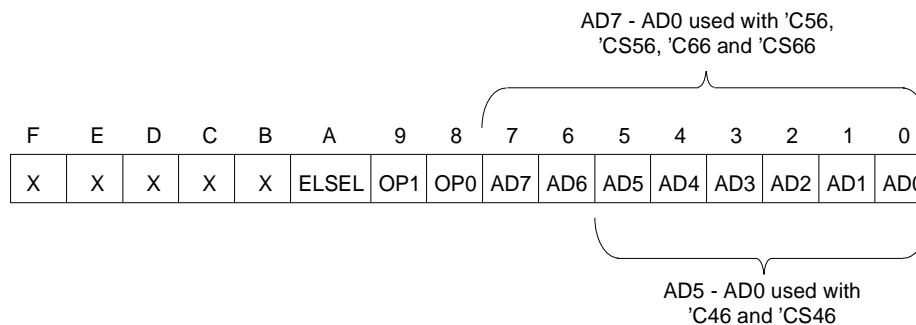 AD7 - AD0 used with 'C56,
'CS56, 'C66 and 'CS66
F E D C B A 9 8 7 6 5 4 3 2 1 0
X X X X X ELSEL OP1 OP0 AD7 AD6 AD5 AD4 AD3 AD2 AD1 AD0
AD5 - AD0 used with
'C46 and 'CS46